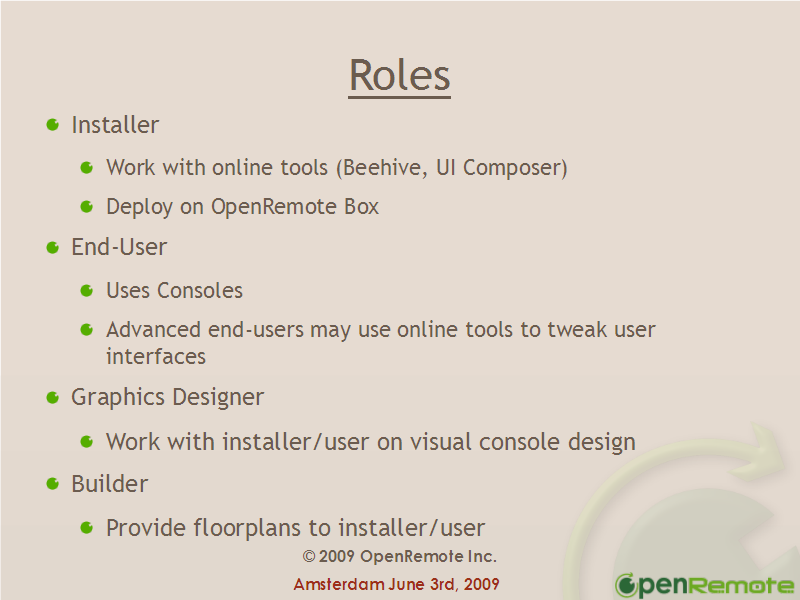 Roles
Installer
Work with online tools (Beehive, UI Composer)
Deploy on OpenRemote Box
End-User
Uses Consoles
Advanced end-users may use online tools to tweak user
interfaces
Graphics Designer
Work with installer/user on visual console design
Builder
Provide floorplans to installer/user
© 2009 OpenRemote Inc.
Amsterdam June 3rd, 2009
OpenRemote